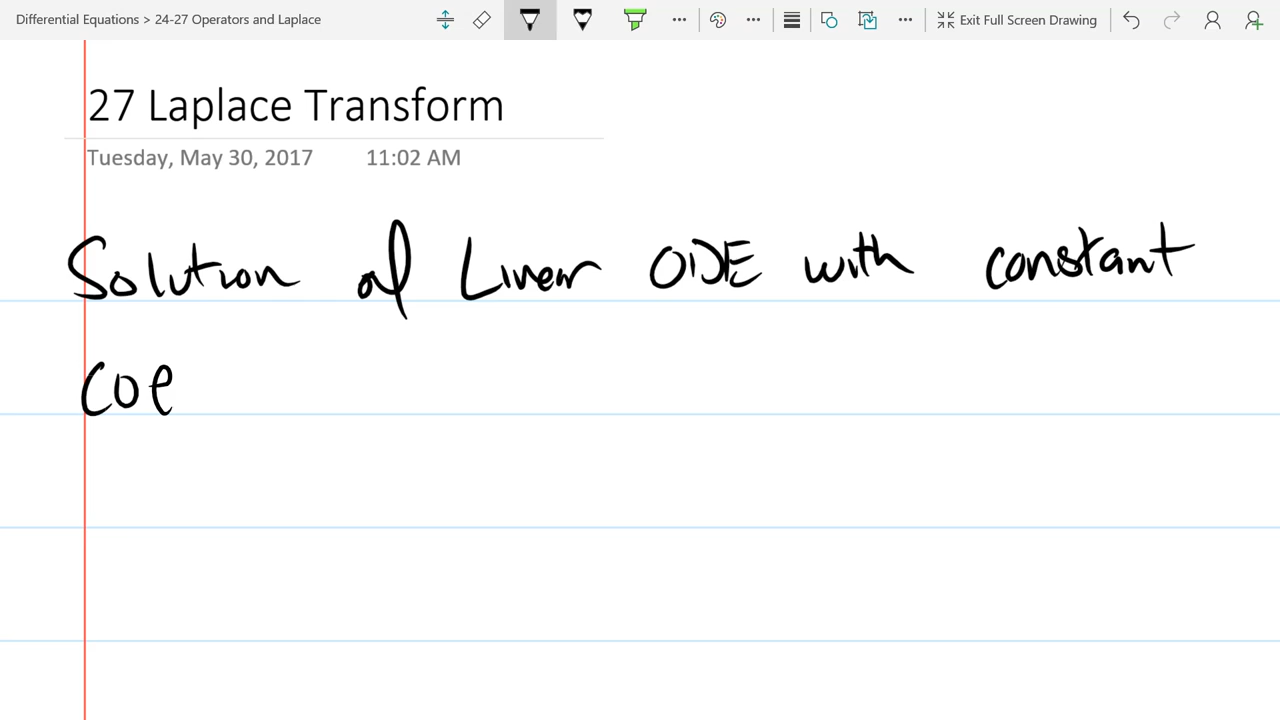 Differential Equations > 24-27 Operators and Laplace
Exit Full Screen Drawing
27 Laplace Transform
Tuesday, May 30, 2017 11:02 AM
Solution of Linear ODE with constant
coe